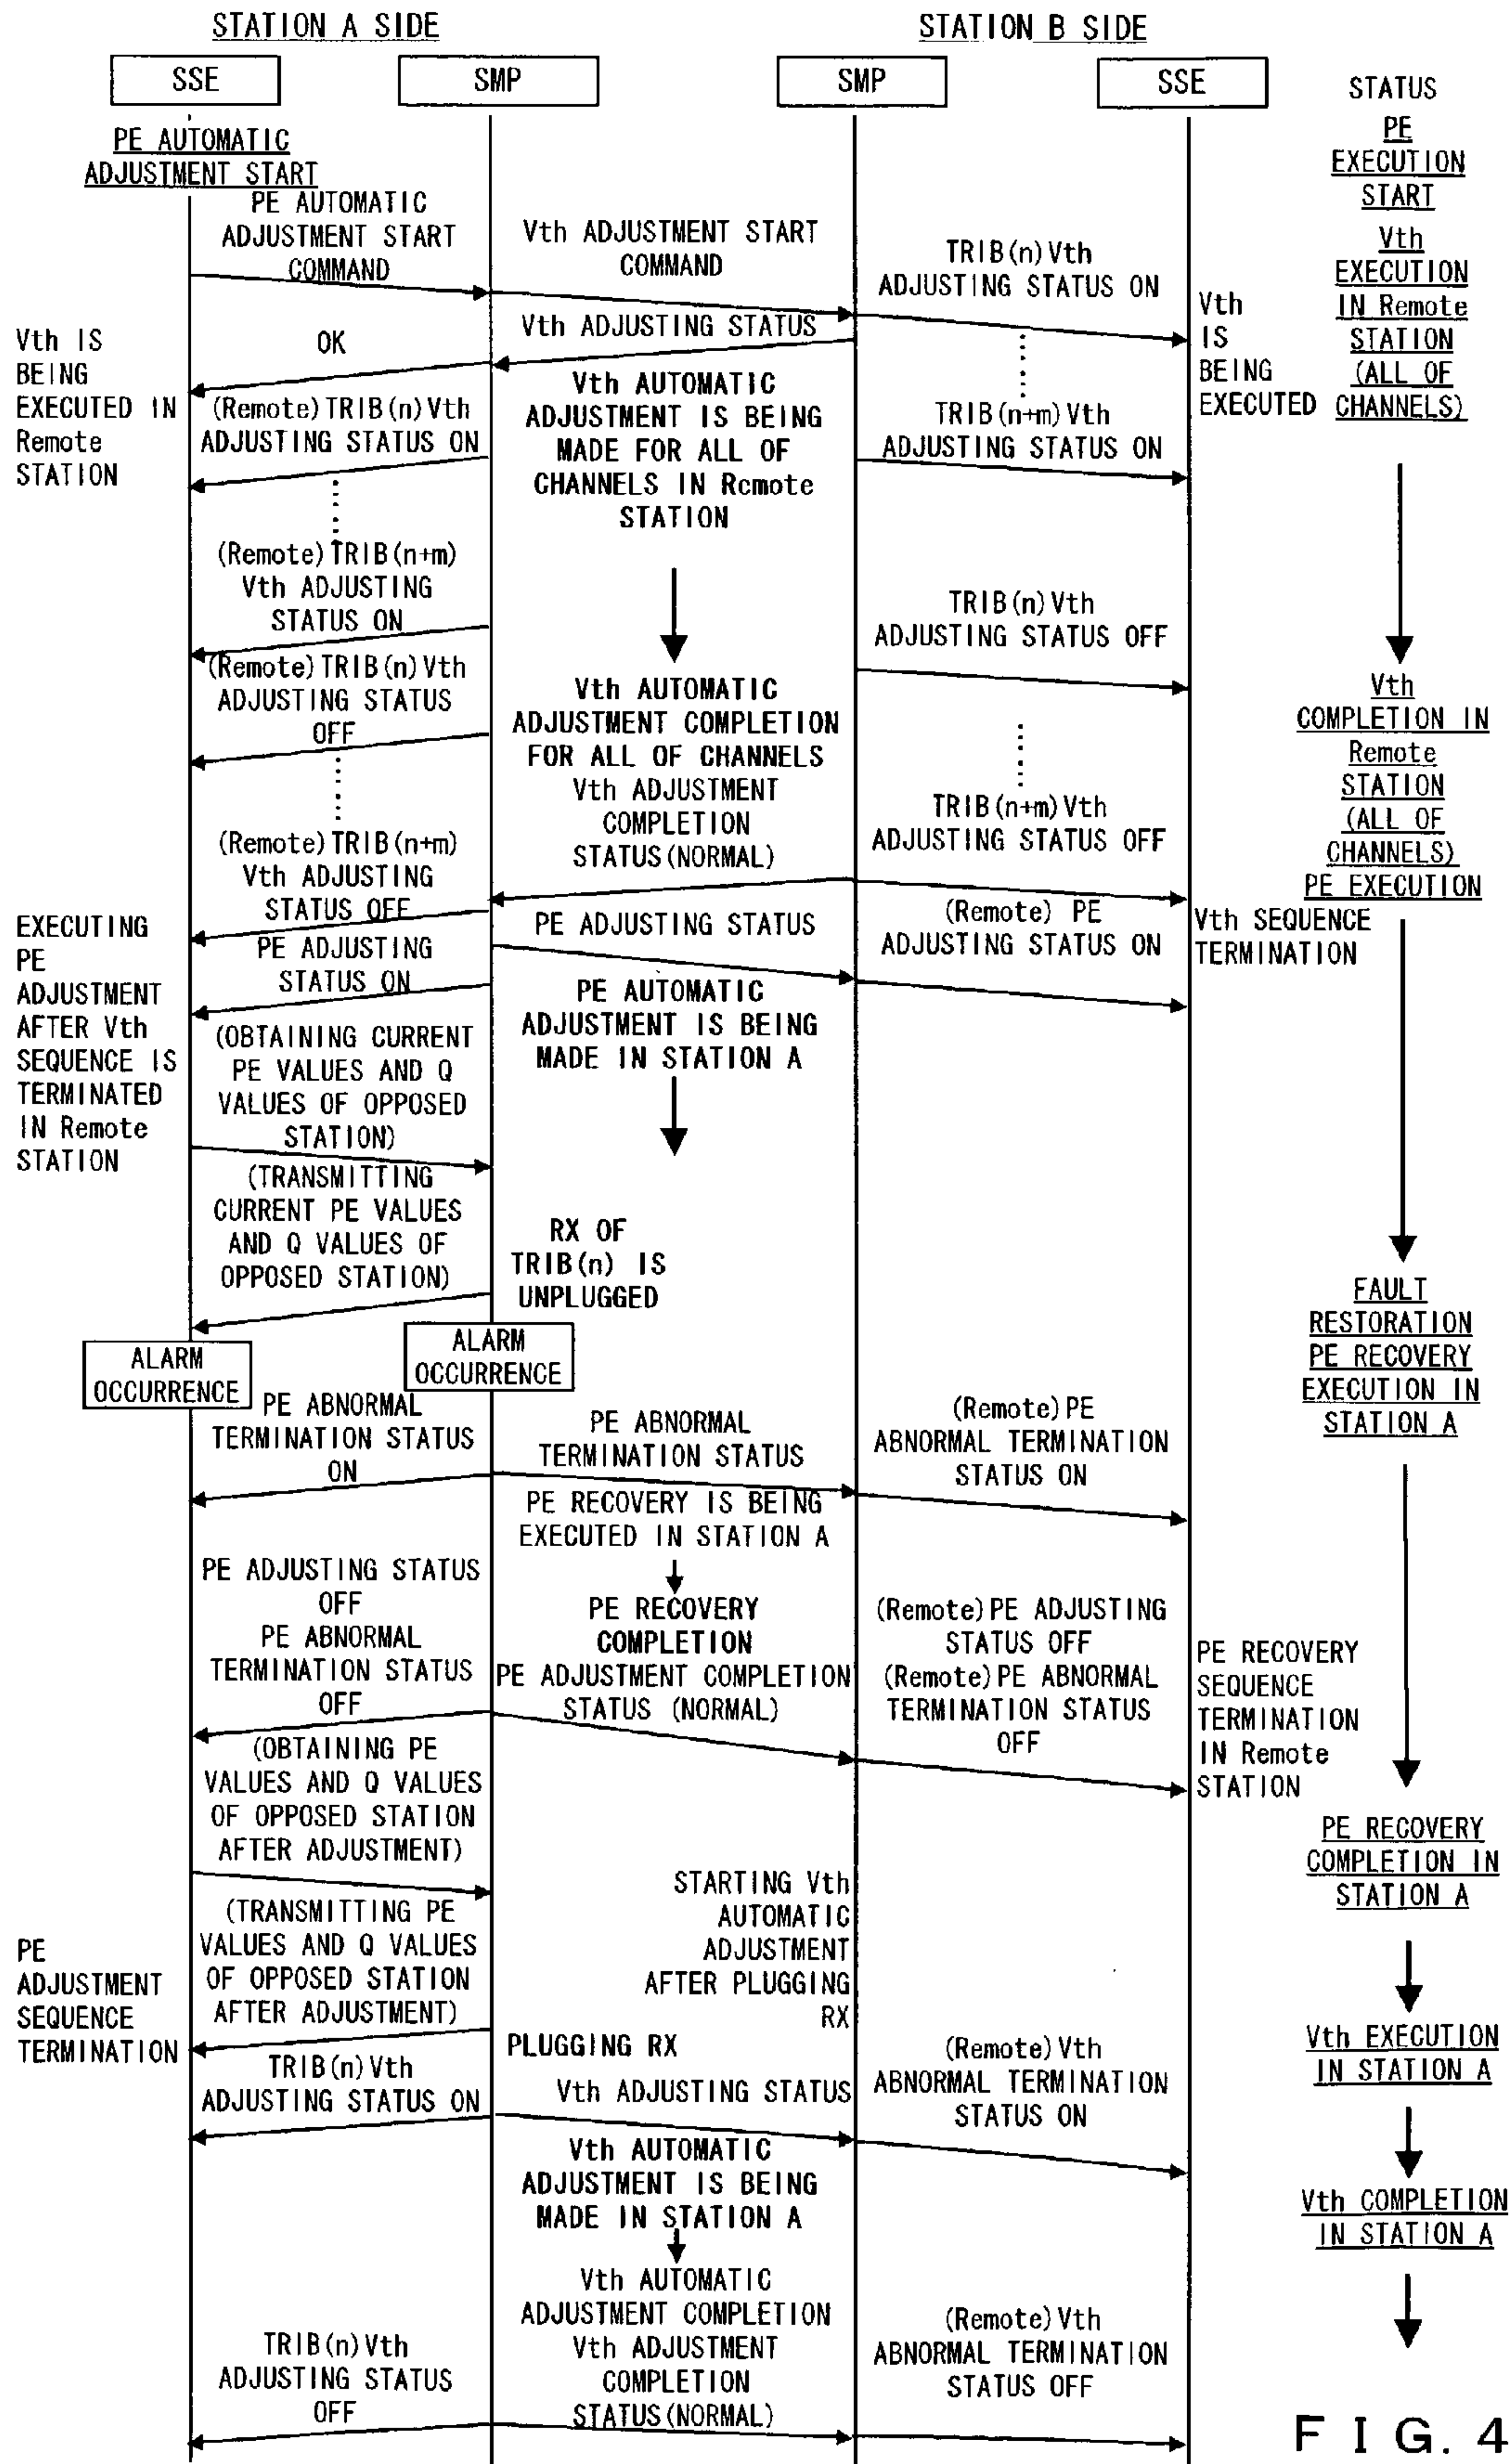 STATION A SIDE
STATION B SIDE
SSE
SMP
SMP
SSE
STATUS
PE AUTOMATIC
ADJUSTMENT START
PE
EXECUTION
START
PE AUTOMATIC
ADJUSTMENT START
COMMAND
Vth ADJUSTMENT START
COMMAND
TRIB(n)Vth
ADJUSTING STATUS ON
Vth
EXECUTION
IN Remote
STATION
(ALL OF
CHANNELS)
Vth
IS
BEING
EXECUTED
Vth IS
BEING
EXECUTED IN
Remote
STATION
OK
Vth ADJUSTING STATUS
(Remote)TRIB(n)Vth
ADJUSTING STATUS ON
Vth AUTOMATIC
ADJUSTMENT IS BEING
MADE FOR ALL OF
CHANNELS IN Remote
STATION
TRIB(n+m)Vth
ADJUSTING STATUS ON
(Remote)TRIB(n+m)
Vth ADJUSTING
STATUS ON
TRIB(n)Vth
ADJUSTING STATUS OFF
(Remote)TRIB(n)Vth
ADJUSTING STATUS
OFF
Vth AUTOMATIC
ADJUSTMENT COMPLETION
FOR ALL OF CHANNELS
Vth ADJUSTMENT
COMPLETION
STATUS(NORMAL)
TRIB(n+m)Vth
ADJUSTING STATUS OFF
Vth
COMPLETION IN
Remote
STATION
(ALL OF
CHANNELS)
PE EXECUTION
(Remote)TRIB(n+m)
Vth ADJUSTING
STATUS OFF
PE ADJUSTING STATUS
(Remote) PE
ADJUSTING STATUS ON
Vth SEQUENCE
TERMINATION
EXECUTING
PE
ADJUSTMENT
AFTER Vth
SEQUENCE IS
TERMINATED
IN Remote
STATION
PE ADJUSTING
STATUS ON
PE AUTOMATIC
ADJUSTMENT IS BEING
MADE IN STATION A
(OBTAINING CURRENT
PE VALUES AND Q
VALUES OF OPPOSED
STATION)
(TRANSMITTING
CURRENT PE VALUES
AND Q VALUES OF
OPPOSED STATION)
RX OF
TRIB(n) IS
UNPLUGGED
FAULT
RESTORATION
PE RECOVERY
EXECUTION IN
STATION A
ALARM
OCCURRENCE
ALARM
OCCURRENCE
PE ABNORMAL
TERMINATION STATUS
ON
PE ABNORMAL
TERMINATION STATUS
(Remote)PE
ABNORMAL TERMINATION
STATUS ON
PE RECOVERY IS BEING
EXECUTED IN STATION A
PE ADJUSTING STATUS
OFF
PE ABNORMAL
TERMINATION STATUS
OFF
PE RECOVERY
COMPLETION
PE ADJUSTMENT COMPLETION
STATUS (NORMAL)
(Remote)PE ADJUSTING
STATUS OFF
(Remote)PE ABNORMAL
TERMINATION STATUS
OFF
PE RECOVERY
SEQUENCE
TERMINATION
IN Remote
STATION
(OBTAINING PE
VALUES AND Q VALUES
OF OPPOSED STATION
AFTER ADJUSTMENT)
PE RECOVERY
COMPLETION IN
STATION A
STARTING Vth
AUTOMATIC
ADJUSTMENT
AFTER PLUGGING
RX
PE
ADJUSTMENT
SEQUENCE
TERMINATION
(TRANSMITTING PE
VALUES AND Q VALUES
OF OPPOSED STATION
AFTER ADJUSTMENT)
PLUGGING RX
Vth EXECUTION
IN STATION A
TRIB(n)Vth
ADJUSTING STATUS ON
Vth ADJUSTING STATUS
(Remote)Vth
ABNORMAL TERMINATION
STATUS ON
Vth AUTOMATIC
ADJUSTMENT IS BEING
MADE IN STATION A
Vth COMPLETION
IN STATION A
Vth AUTOMATIC
ADJUSTMENT COMPLETION
Vth ADJUSTMENT
COMPLETION
STATUS(NORMAL)
TRIB(n)Vth
ADJUSTING STATUS
OFF
(Remote)Vth
ABNORMAL TERMINATION
STATUS OFF
FIG. 4